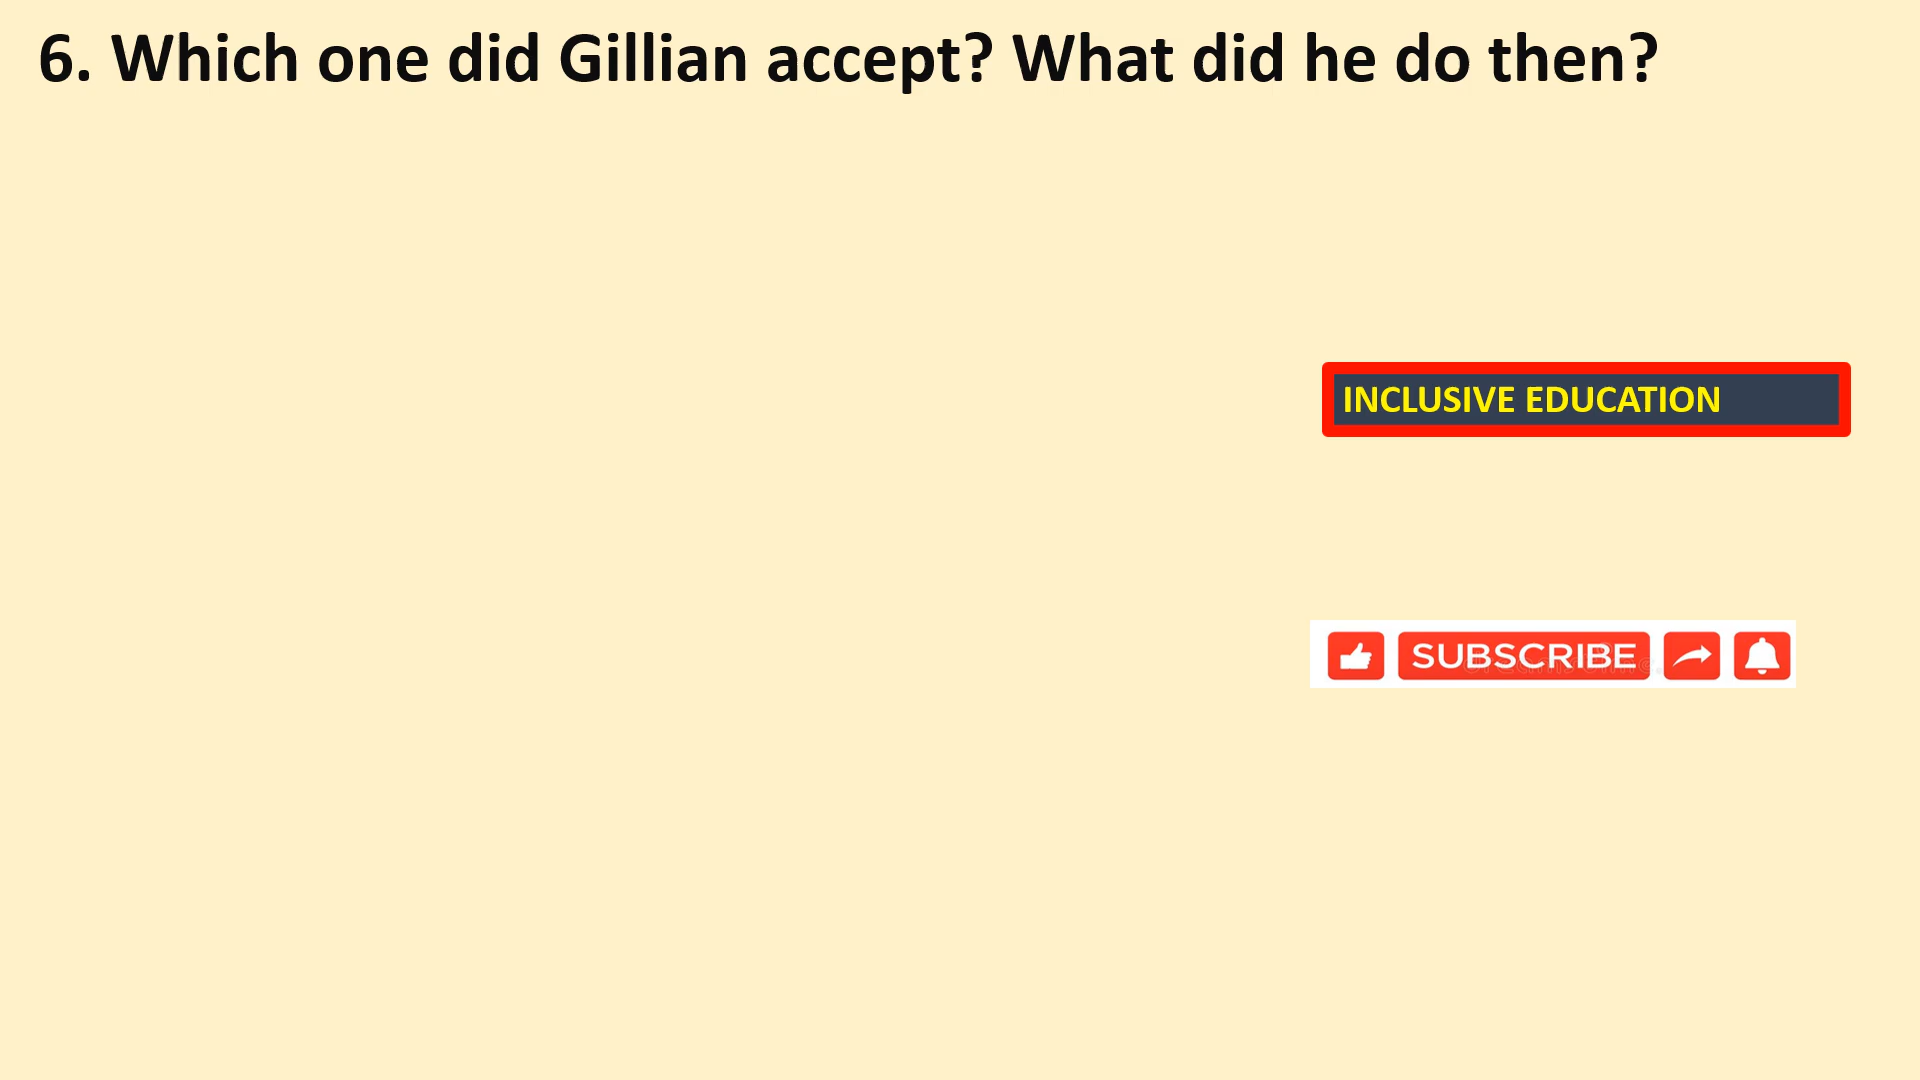 6. Which one did Gillian accept? What did he do then?
INCLUSIVE EDUCATION
SUBSCRIBE